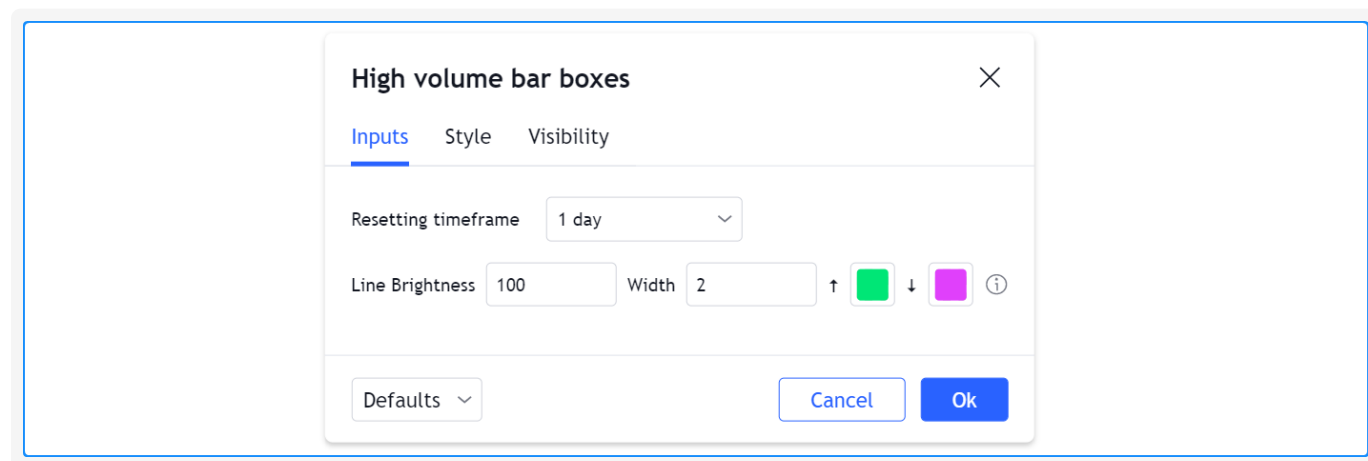 High volume bar boxes
Inputs Style Visibility
Resetting timeframe 1 day
Line Brightness 100 Width 2 ↑ ↓
Defaults Cancel Ok